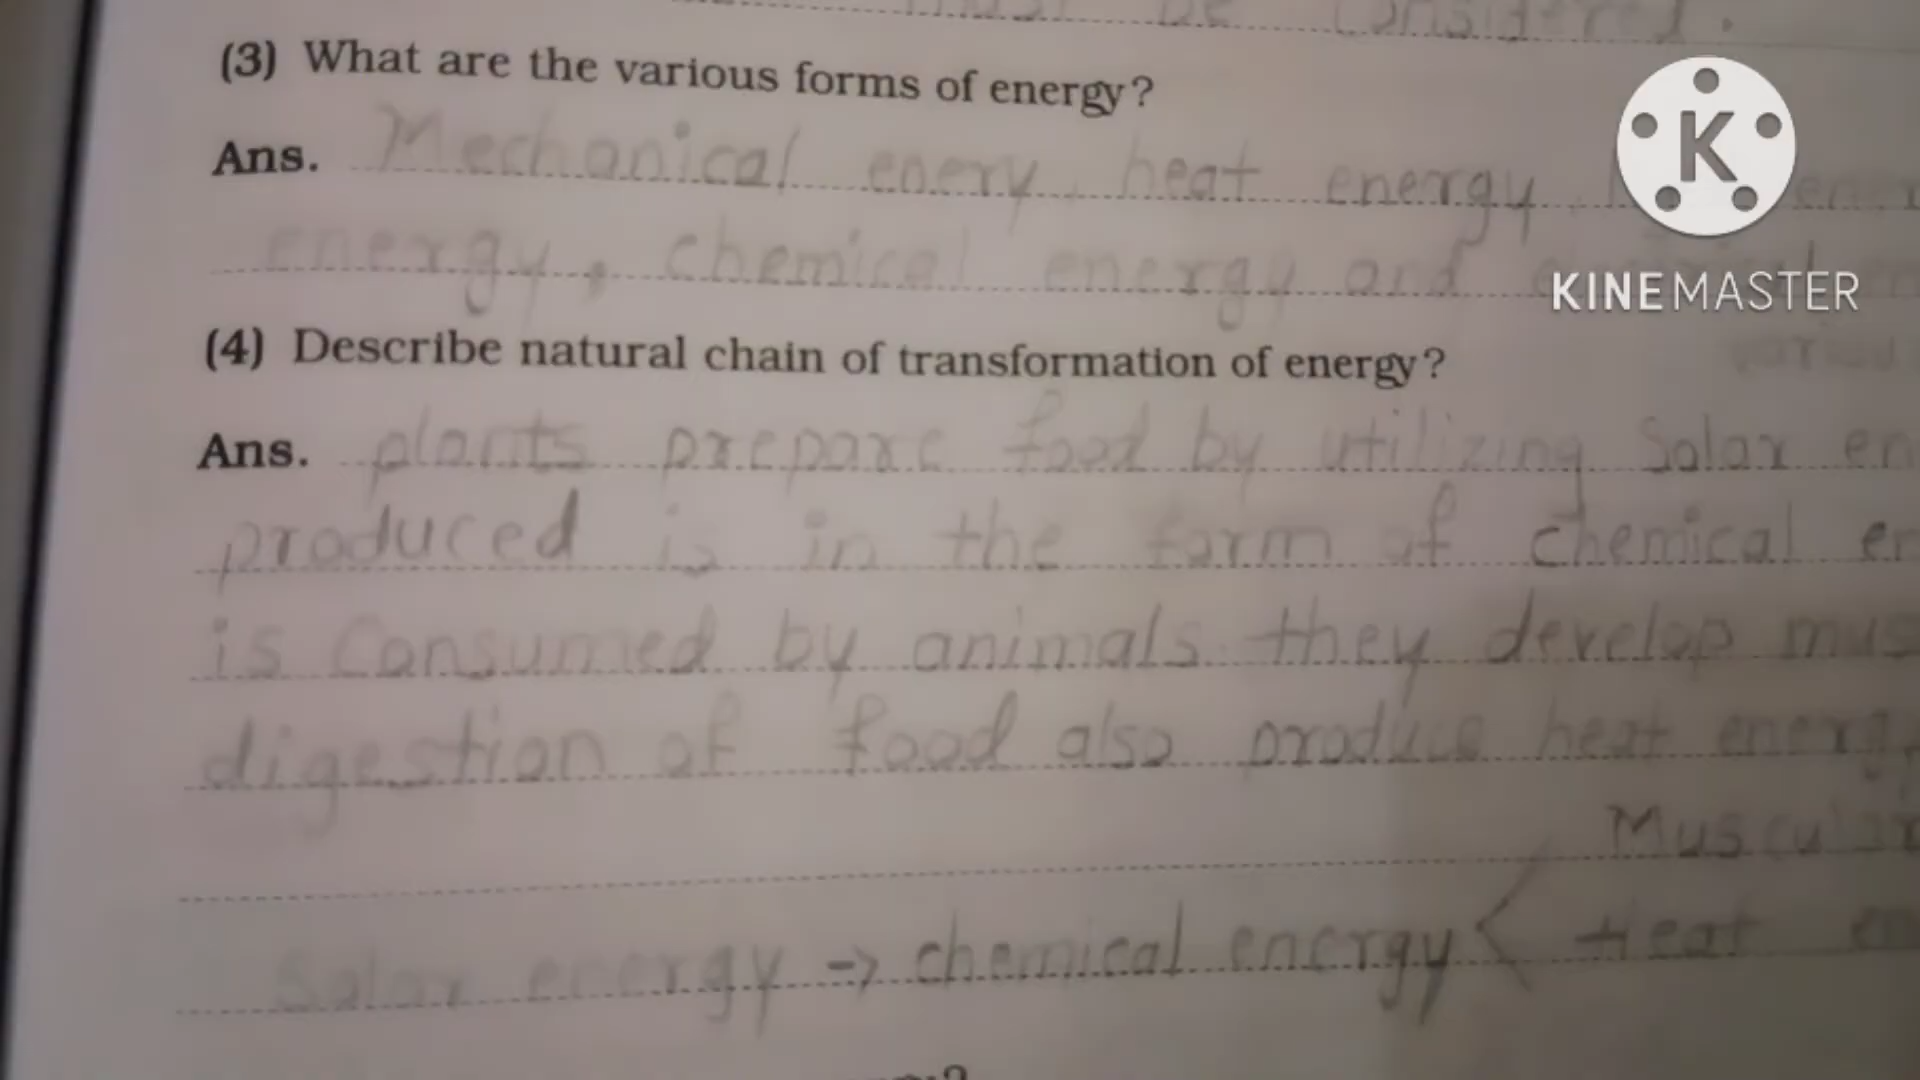 be considered.
(3) What are the various forms of energy?
Ans. Mechanical enery, heat energy,
energy, chemical energy and
(4) Describe natural chain of transformation of energy?
Ans. plants prepare food by utilizing Solar en
produced is in the form of chemical en
is Consumed by animals they develop mus
digestion of food also produce heat energy
Muscular
Solar energy → chemical energy < Heat en
KINEMASTER